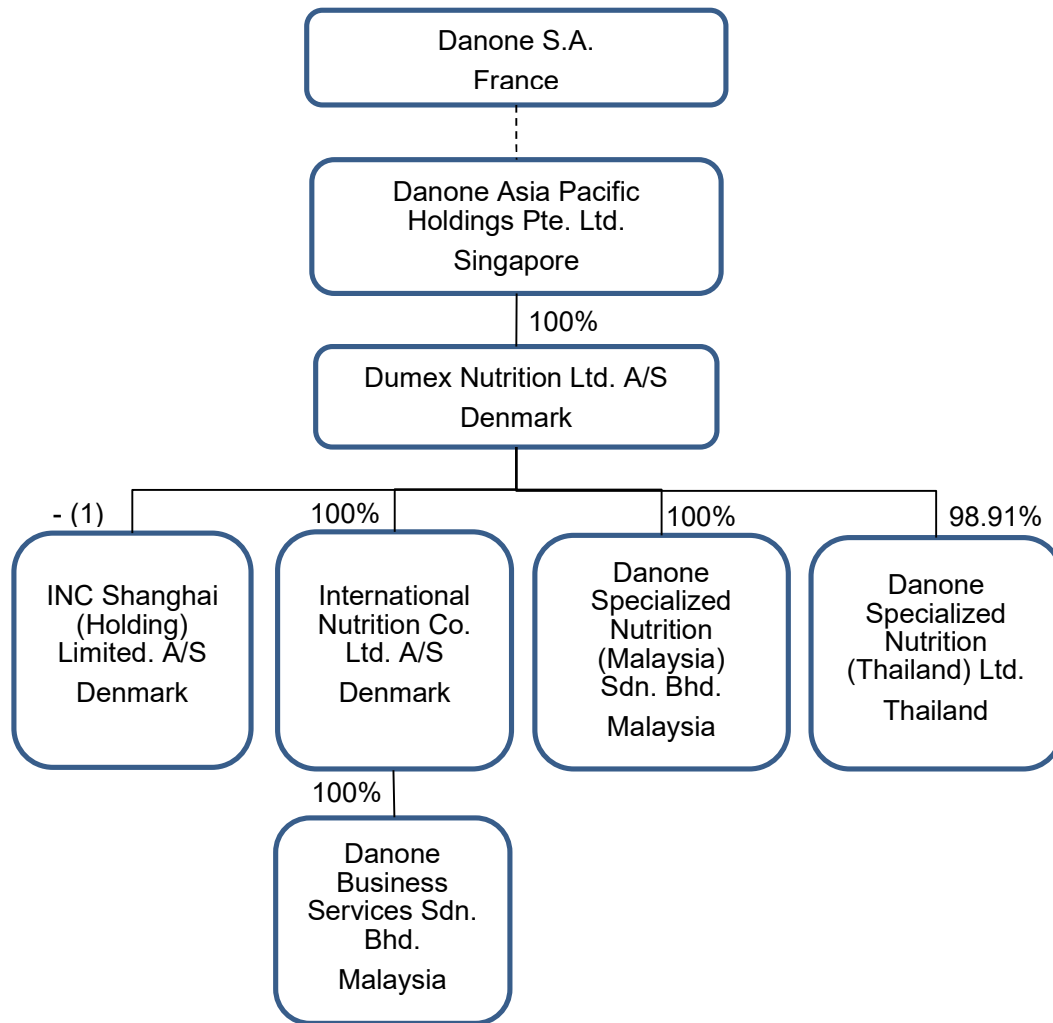 Danone S.A.
France
Danone Asia Pacific
Holdings Pte. Ltd.
Singapore
100%
Dumex Nutrition Ltd. A/S
Denmark
- (1)
INC Shanghai
(Holding)
Limited. A/S
Denmark
100%
International
Nutrition Co.
Ltd. A/S
Denmark
100%
Danone
Specialized
Nutrition
(Malaysia)
Sdn. Bhd.
Malaysia
98.91%
Danone
Specialized
Nutrition
(Thailand) Ltd.
Thailand
100%
Danone
Business
Services Sdn.
Bhd.
Malaysia